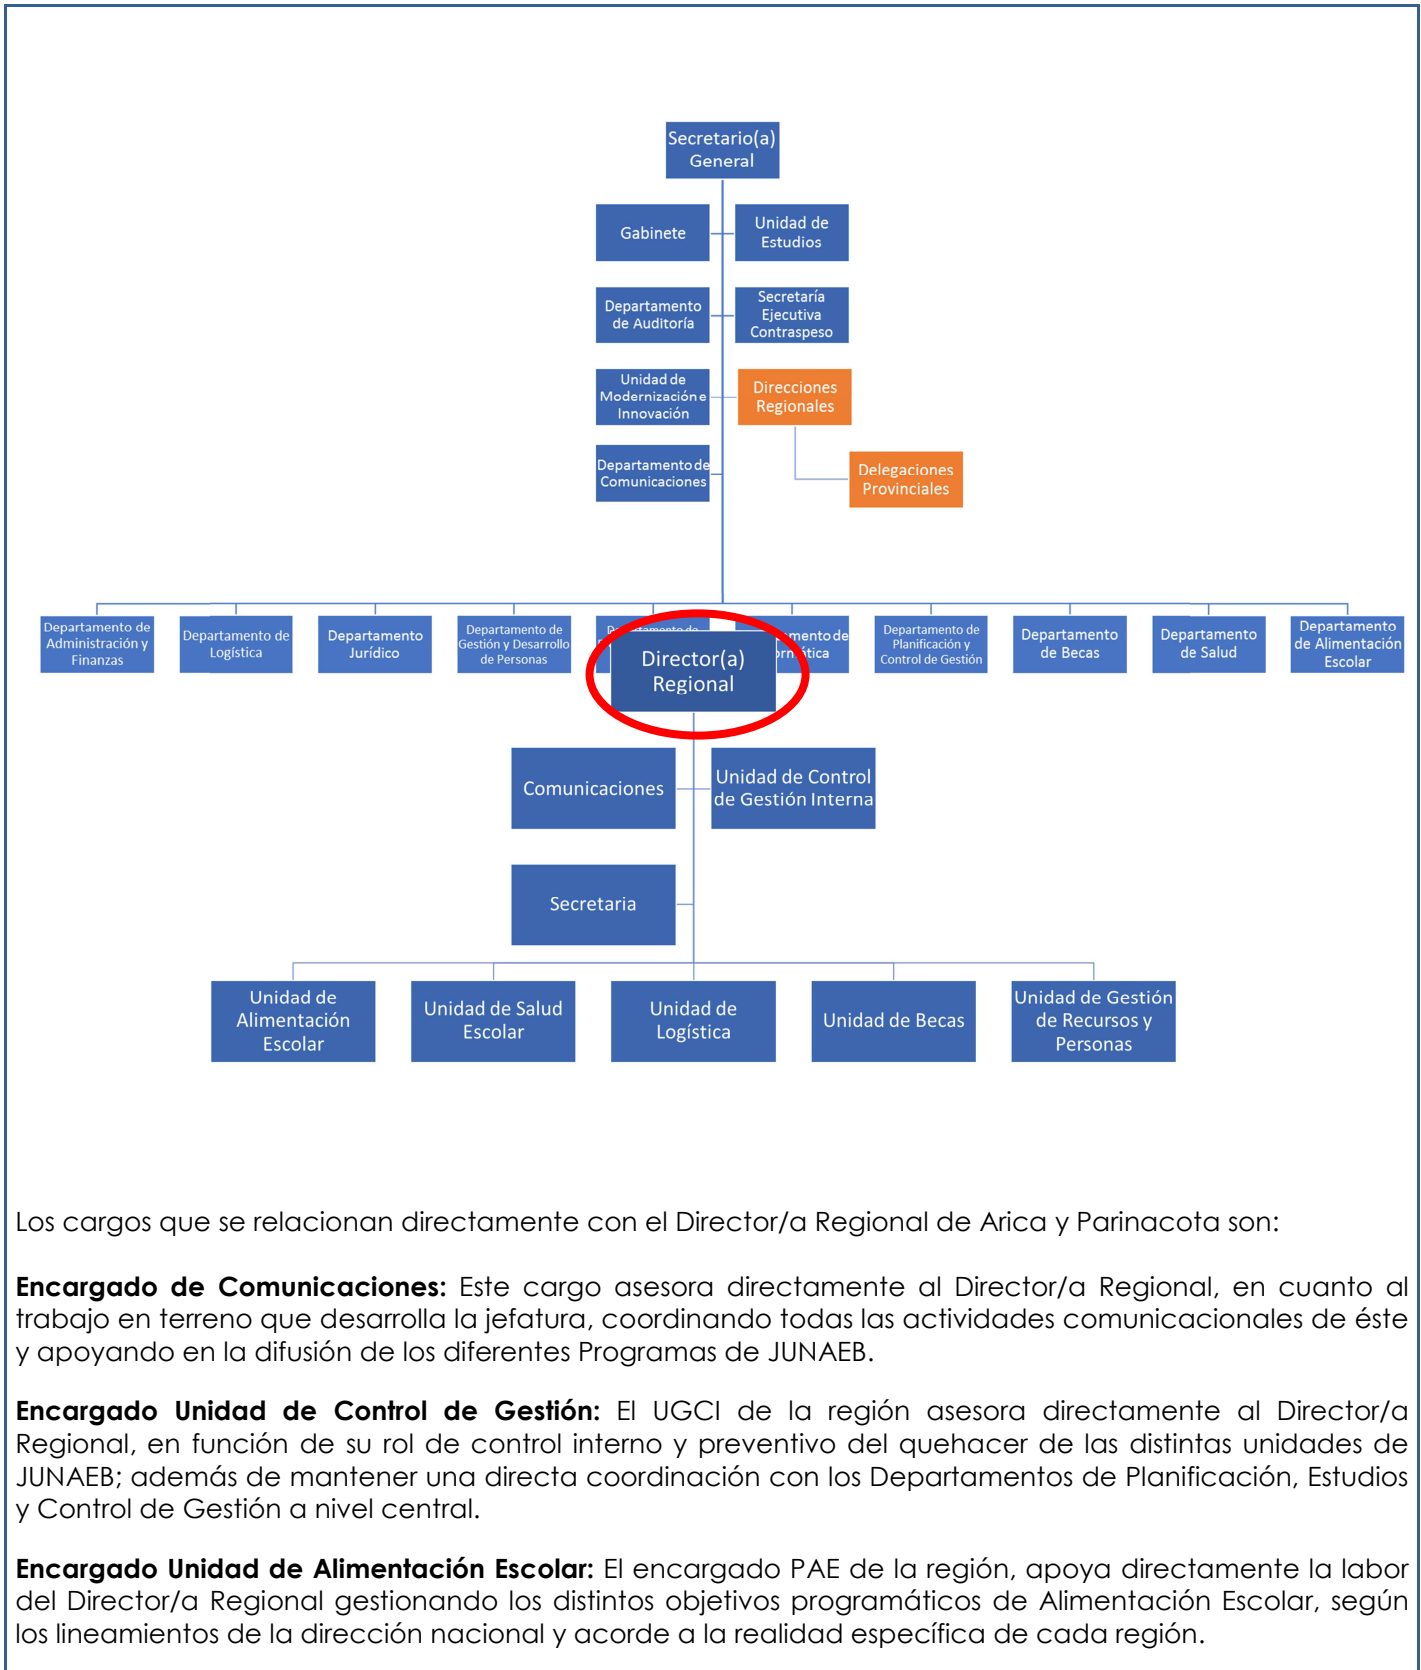 Secretario(a)
General
Gabinete
Unidad de
Estudios
Departamento
de Auditoría
Secretaría
Ejecutiva
Contraspeso
Unidad de
Modernización e
Innovación
Direcciones
Regionales
Departamento de
Comunicaciones
Delegaciones
Provinciales
Departamento de
Administración y
Finanzas
Departamento de
Logística
Departamento
Jurídico
Departamento de
Gestión y Desarrollo
de Personas
Departamento de
Director(a)
Regional
de
Departamento de
Planificación y
Control de Gestión
Departamento
de Becas
Departamento
de Salud
Departamento
de Alimentación
Escolar
Comunicaciones
Unidad de Control
de Gestión Interna
Secretaria
Unidad de
Alimentación
Escolar
Unidad de Salud
Escolar
Unidad de
Logística
Unidad de Becas
Unidad de Gestión
de Recursos y
Personas
Los cargos que se relacionan directamente con el Director/a Regional de Arica y Parinacota son:
Encargado de Comunicaciones: Este cargo asesora directamente al Director/a Regional, en cuanto al
trabajo en terreno que desarrolla la jefatura, coordinando todas las actividades comunicacionales de éste
y apoyando en la difusión de los diferentes Programas de JUNAEB.
Encargado Unidad de Control de Gestión: El UGCI de la región asesora directamente al Director/a
Regional, en función de su rol de control interno y preventivo del quehacer de las distintas unidades de
JUNAEB; además de mantener una directa coordinación con los Departamentos de Planificación, Estudios
y Control de Gestión a nivel central.
Encargado Unidad de Alimentación Escolar: El encargado PAE de la región, apoya directamente la labor
del Director/a Regional gestionando los distintos objetivos programáticos de Alimentación Escolar, según
los lineamientos de la dirección nacional y acorde a la realidad específica de cada región.